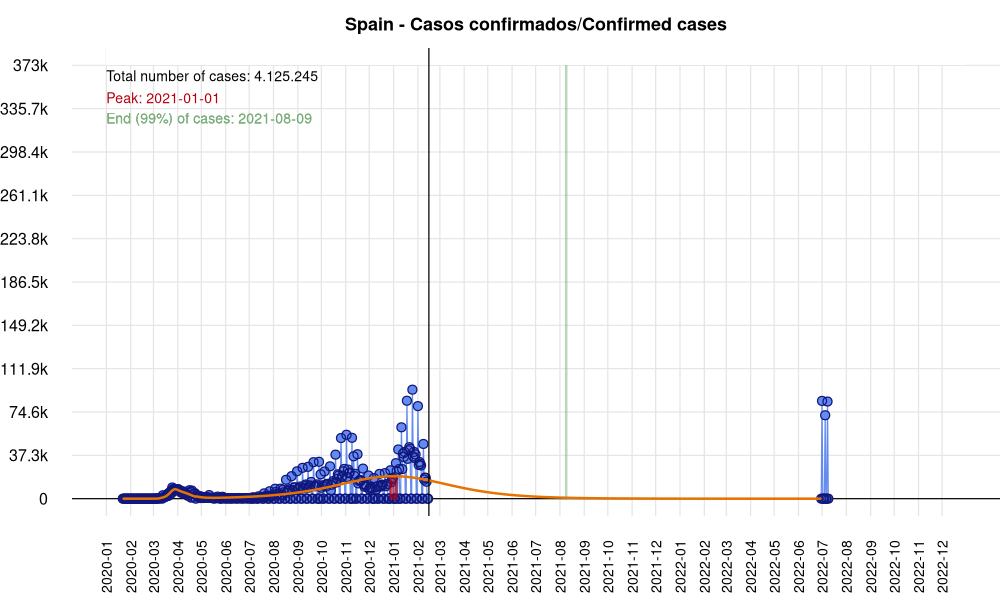 Spain - Casos confirmados/Confirmed cases
Total number of cases: 4.125.245
Peak: 2021-01-01
End (99%) of cases: 2021-08-09
373k
335.7k
298.4k
261.1k
223.8k
186.5k
149.2k
111.9k
74.6k
37.3k
0
2020-01
2020-02
2020-03
2020-04
2020-05
2020-06
2020-07
2020-08
2020-09
2020-10
2020-11
2020-12
2021-01
2021-02
2021-03
2021-04
2021-05
2021-06
2021-07
2021-08
2021-09
2021-10
2021-11
2021-12
2022-01
2022-02
2022-03
2022-04
2022-05
2022-06
2022-07
2022-08
2022-09
2022-10
2022-11
2022-12